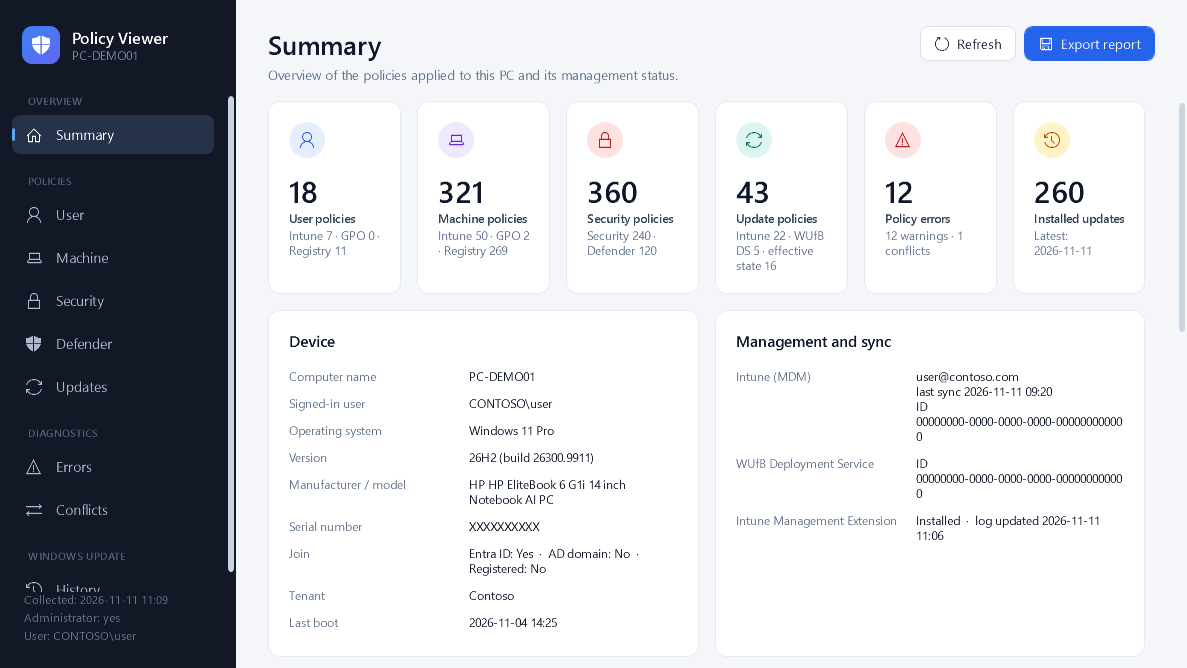 Policy Viewer
PC-DEMO01
OVERVIEW
Summary
POLICIES
User
Machine
Security
Defender
Updates
DIAGNOSTICS
Errors
Conflicts
WINDOWS UPDATE
History
Collected: 2026-11-11 11:09
Administrator: yes
User: CONTOSO\user
Summary
Overview of the policies applied to this PC and its management status.
Refresh
Export report
18
User policies
Intune 7 · GPO 0 ·
Registry 11
321
Machine policies
Intune 50 · GPO 2
· Registry 269
360
Security policies
Security 240 ·
Defender 120
43
Update policies
Intune 22 · WUfB
DS 5 · effective
state 16
12
Policy errors
12 warnings · 1
conflicts
260
Installed updates
Latest:
2026-11-11
Device
Computer name PC-DEMO01
Signed-in user CONTOSO\user
Operating system Windows 11 Pro
Version 26H2 (build 26300.9911)
Manufacturer / model HP HP EliteBook 6 G1i 14 inch
Notebook AI PC
Serial number XXXXXXXXXX
Join Entra ID: Yes · AD domain: No ·
Registered: No
Tenant Contoso
Last boot 2026-11-04 14:25
Management and sync
Intune (MDM) user@contoso.com
last sync 2026-11-11 09:20
ID
00000000-0000-0000-0000-00000000000
0
WUfB Deployment Service ID
00000000-0000-0000-0000-00000000000
0
Intune Management Extension Installed · log updated 2026-11-11
11:06